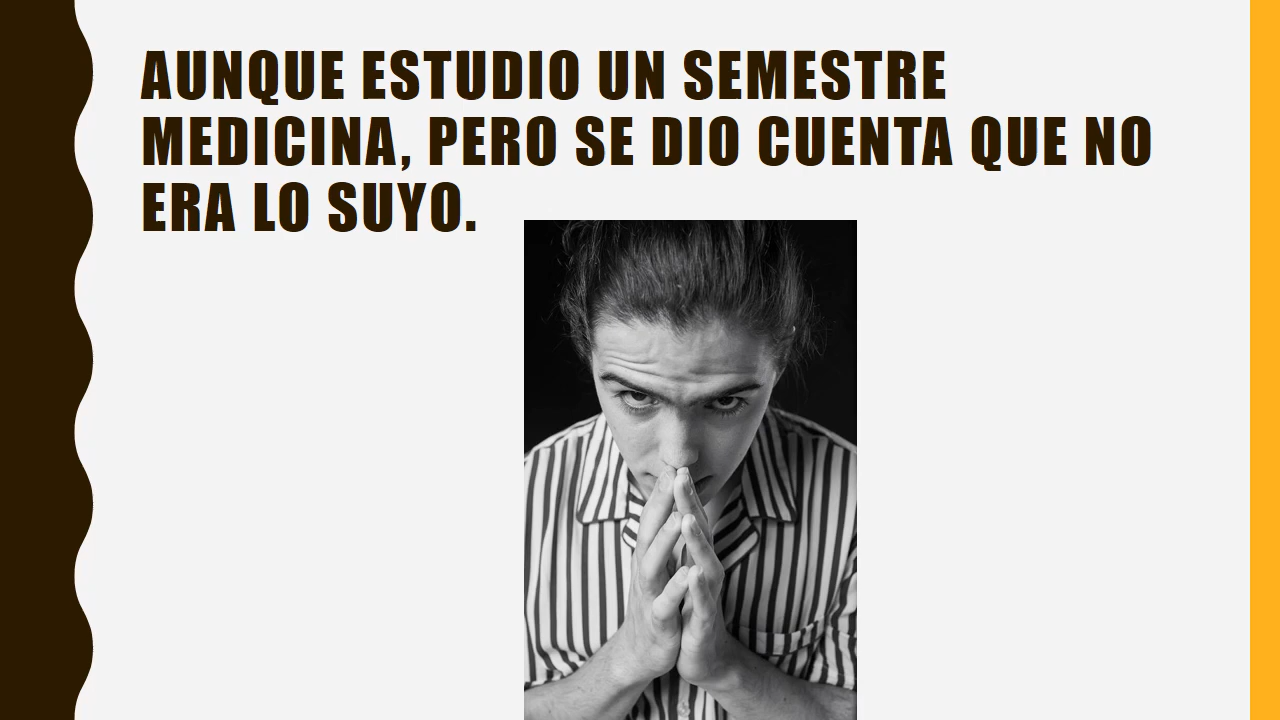 AUNQUE ESTUDIO UN SEMESTRE
MEDICINA, PERO SE DIO CUENTA QUE NO
ERA LO SUYO.